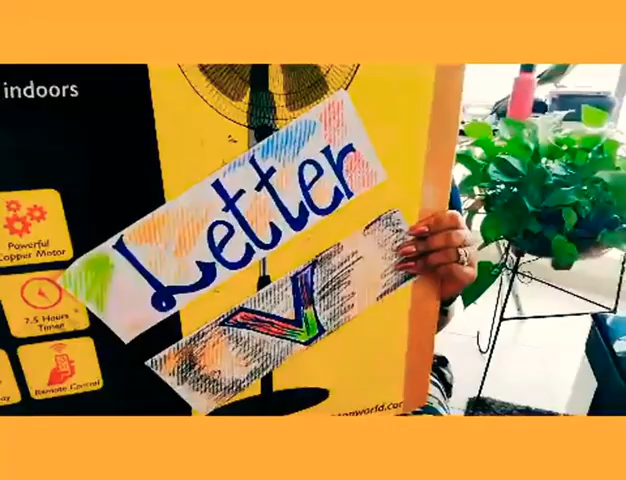 indoors
Letter
V
Powerful
Copper Motor
7.5 Hours
Timer
Remote Control